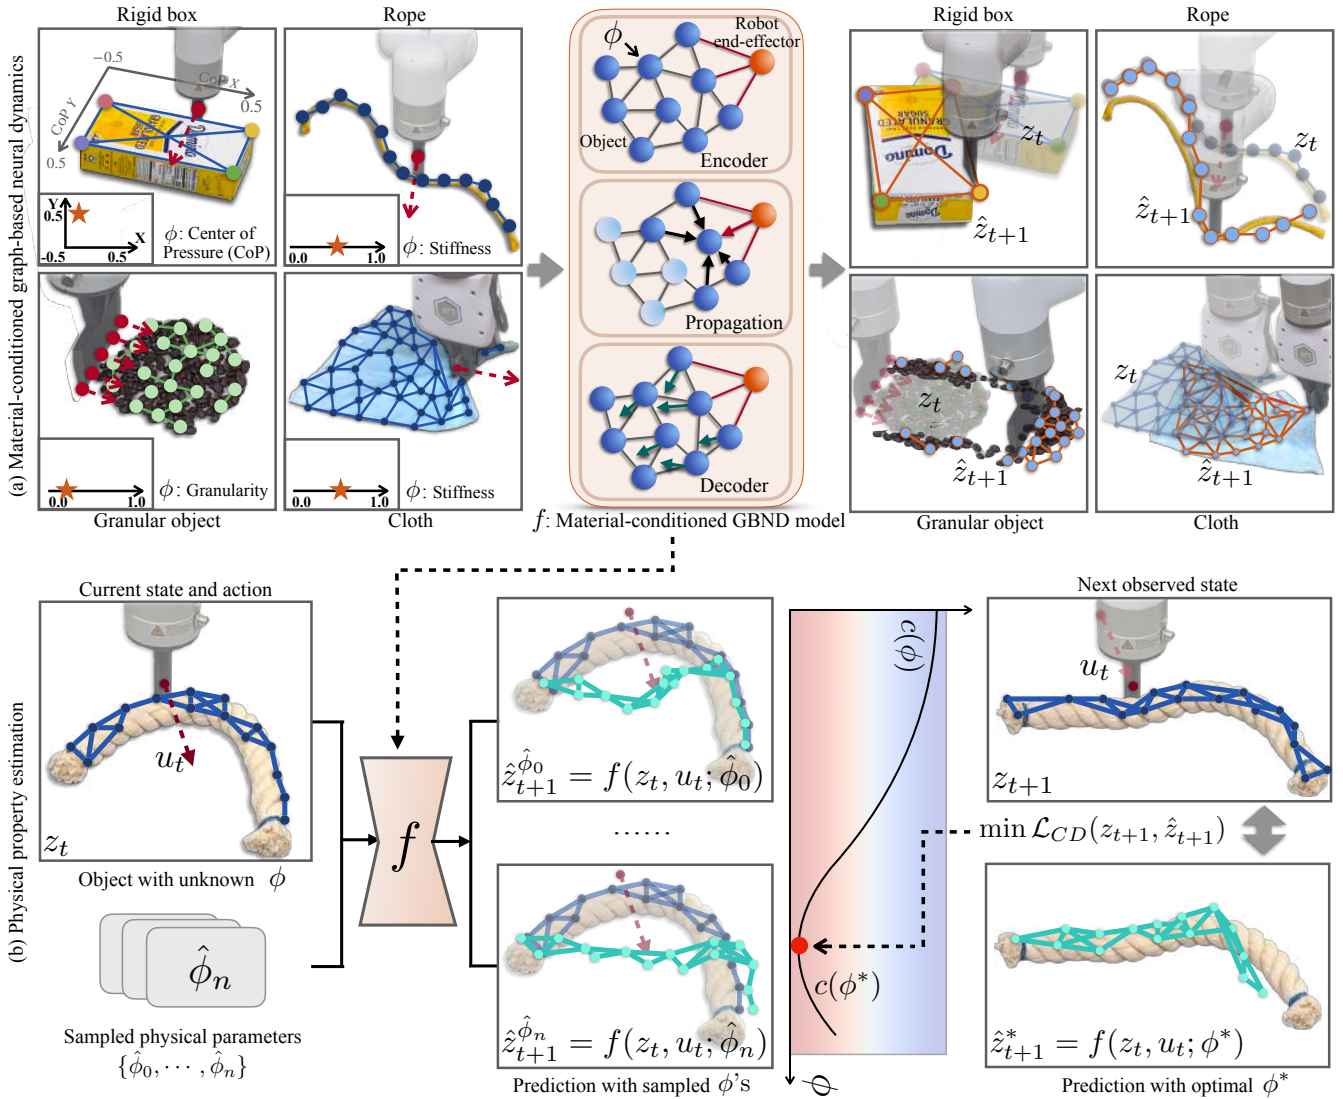 (a) Material-conditioned graph-based neural dynamics
Rigid box
Rope
−0.5
CoP X
0.5
CoP Y
0.5
Y
0.5
X
-0.5
0.5
ϕ: Center of
Pressure (CoP)
0.0
1.0
ϕ: Stiffness
0.0
1.0
ϕ: Granularity
0.0
1.0
ϕ: Stiffness
Granular object
Cloth
ϕ
Robot
end-effector
Object
Encoder
Propagation
Decoder
f: Material-conditioned GBND model
Rigid box
Rope
GRANULATED
SUGAR
Domino
Domino
z_t
ẑ_{t+1}
z_t
ẑ_{t+1}
z_t
ẑ_{t+1}
z_t
ẑ_{t+1}
Granular object
Cloth
(b) Physical property estimation
Current state and action
u_t
z_t
Object with unknown ϕ
ϕ̂_n
Sampled physical parameters
{ϕ̂_0, ⋯ , ϕ̂_n}
f
ẑ^{ϕ̂_0}_{t+1} = f(z_t, u_t; ϕ̂_0)
......
ẑ^{ϕ̂_n}_{t+1} = f(z_t, u_t; ϕ̂_n)
Prediction with sampled ϕ's
c(ϕ)
c(ϕ*)
ϕ
Next observed state
u_t
z_{t+1}
min ℒ_{CD}(z_{t+1}, ẑ_{t+1})
ẑ*_{t+1} = f(z_t, u_t; ϕ*)
Prediction with optimal ϕ*